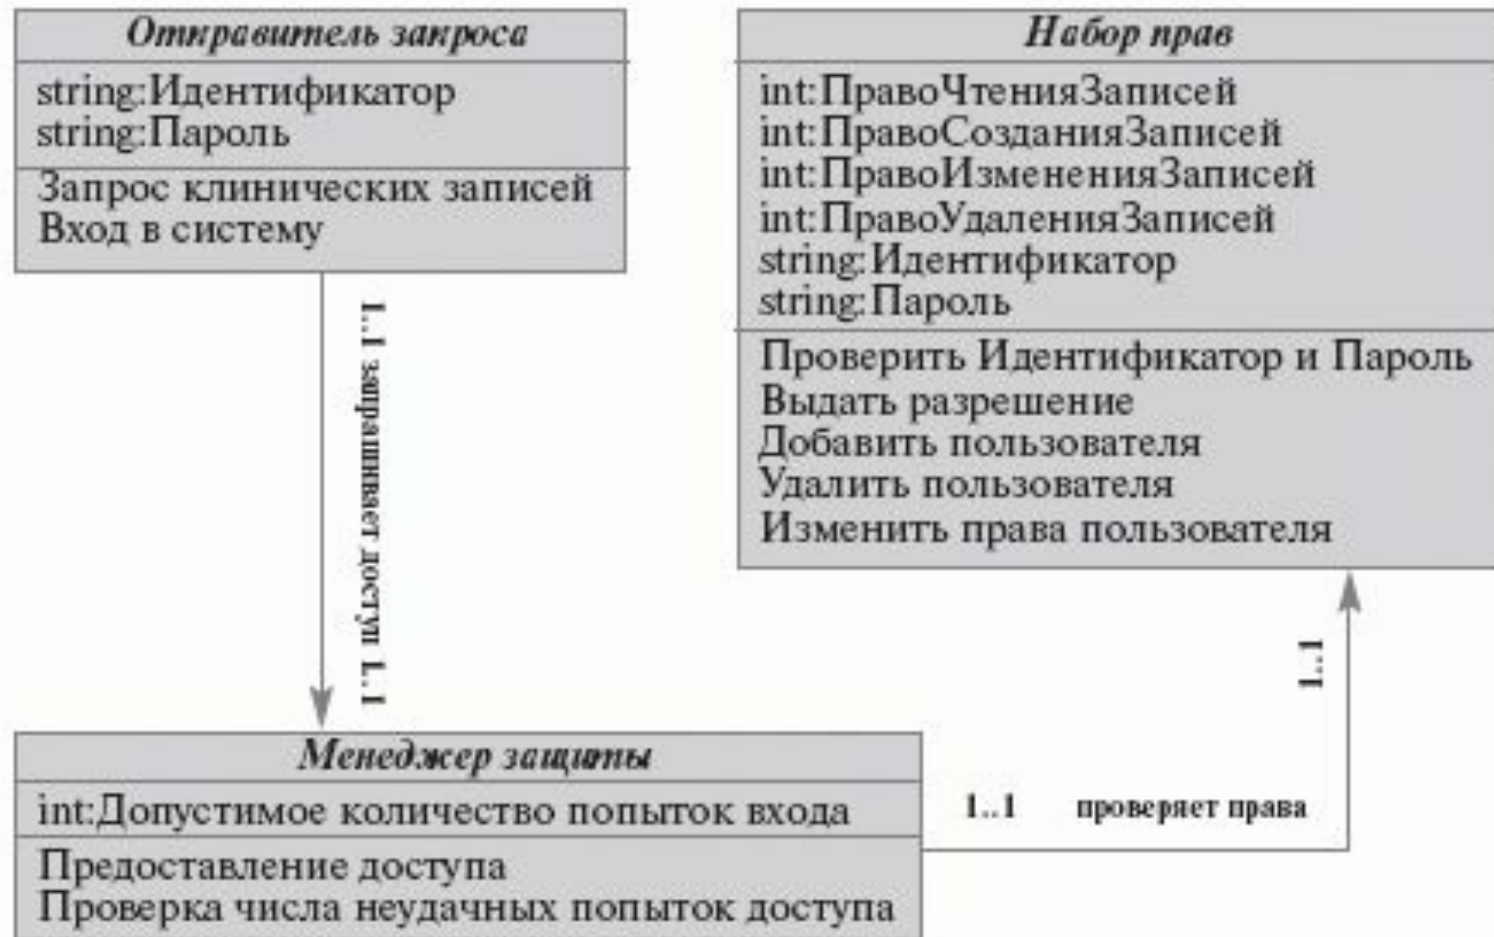 Отправитель запроса
string:Идентификатор
string:Пароль
Запрос клинических записей
Вход в систему
Набор прав
int:ПравоЧтенияЗаписей
int:ПравоСозданияЗаписей
int:ПравоИзмененияЗаписей
int:ПравоУдаленияЗаписей
string:Идентификатор
string:Пароль
Проверить Идентификатор и Пароль
Выдать разрешение
Добавить пользователя
Удалить пользователя
Изменить права пользователя
1..1 запрашивает доступ 1..1
Менеджер защиты
int:Допустимое количество попыток входа
Предоставление доступа
Проверка числа неудачных попыток доступа
1..1 проверяет права
1..1